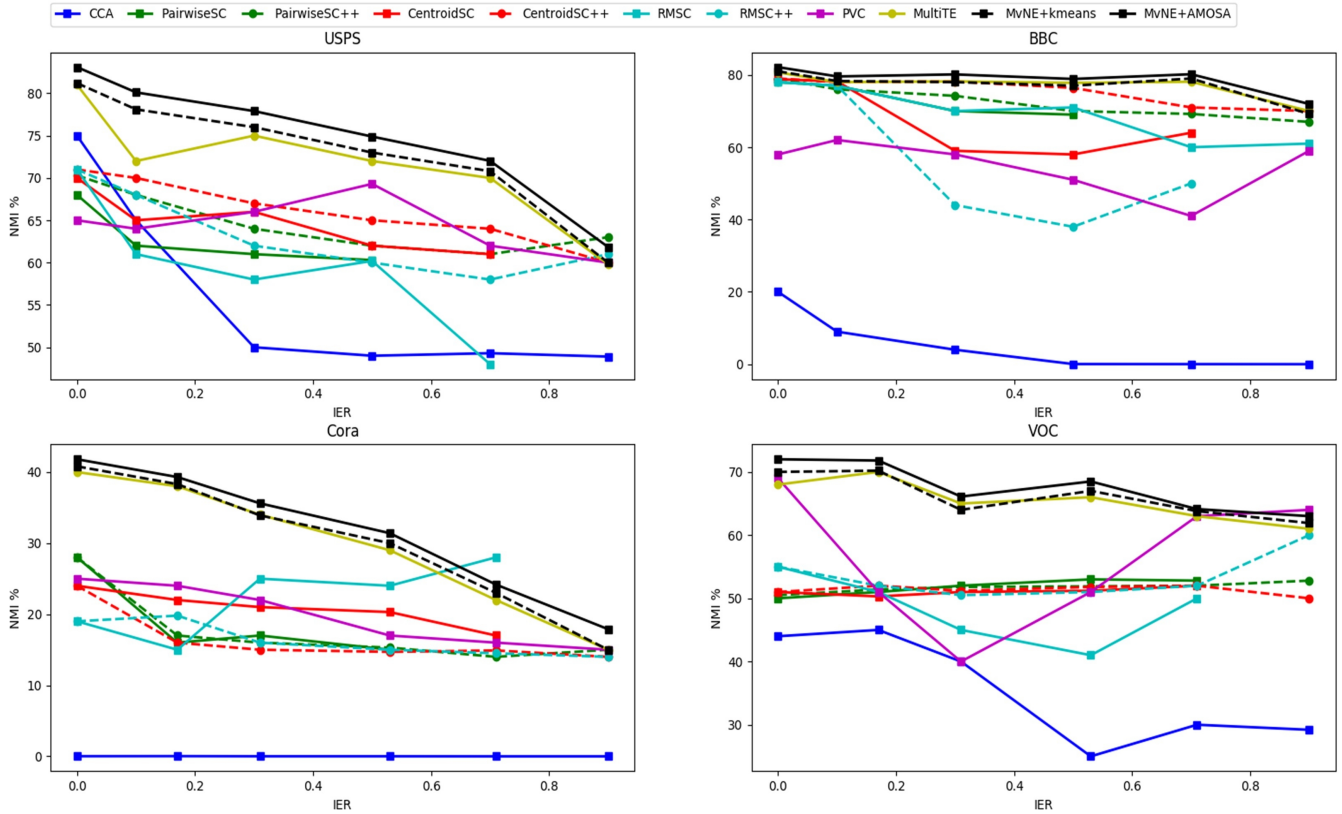 CCA PairwiseSC PairwiseSC++ CentroidSC CentroidSC++ RMSC RMSC++ PVC MultiTE MvNE+kmeans MvNE+AMOSA
USPS
NMI %
80
75
70
65
60
55
50
0.0 0.2 0.4 0.6 0.8
IER
BBC
NMI %
80
60
40
20
0
0.0 0.2 0.4 0.6 0.8
IER
Cora
NMI %
40
30
20
10
0
0.0 0.2 0.4 0.6 0.8
IER
VOC
NMI %
70
60
50
40
30
0.0 0.2 0.4 0.6 0.8
IER